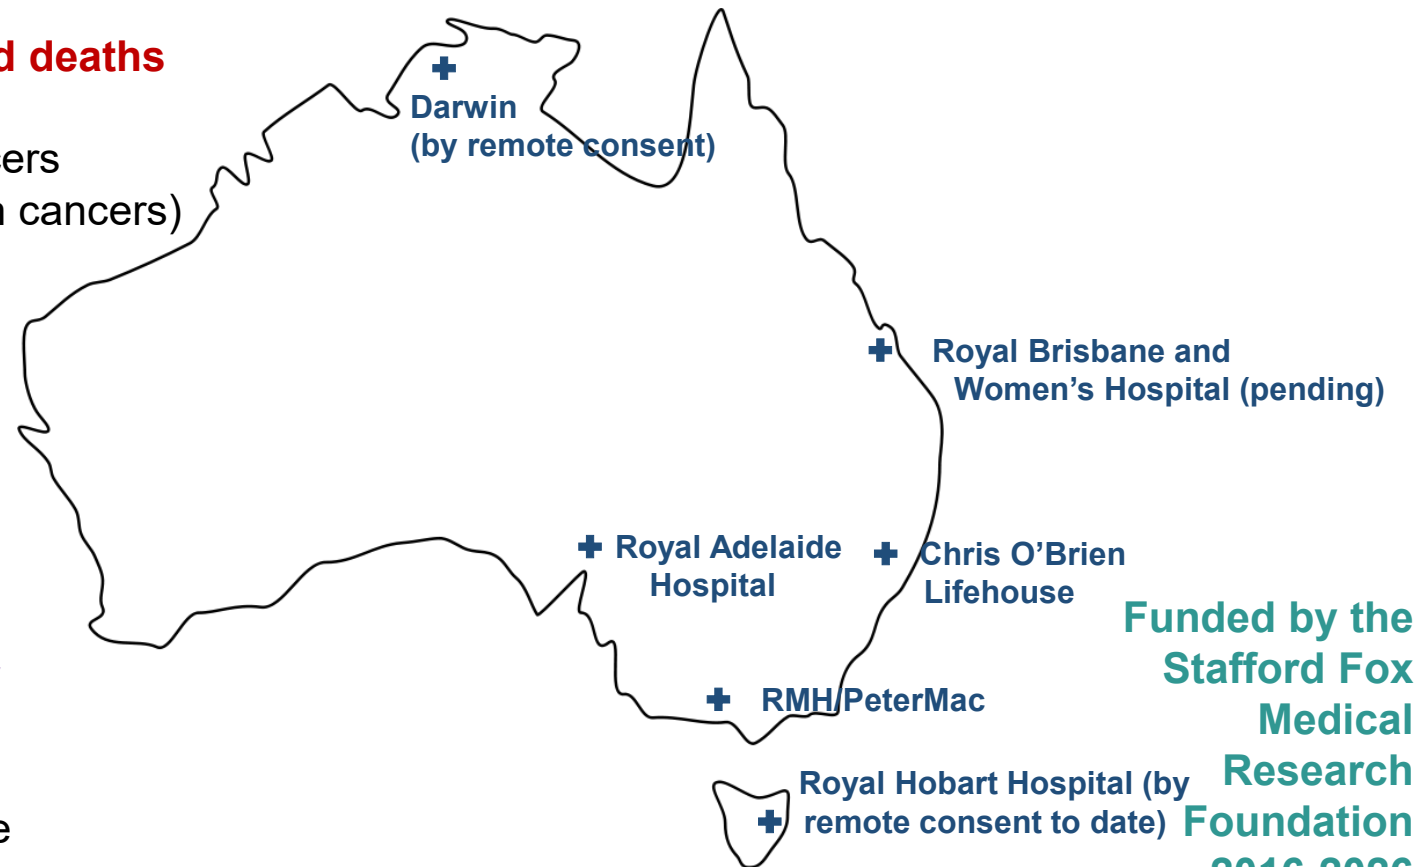 d deaths
Darwin
(by remote consent)
ers
cancers)
Royal Brisbane and
Women’s Hospital (pending)
Royal Adelaide
Hospital
Chris O’Brien
Lifehouse
RMH/PeterMac
Royal Hobart Hospital (by
remote consent to date)
Funded by the
Stafford Fox
Medical
Research
Foundation
e